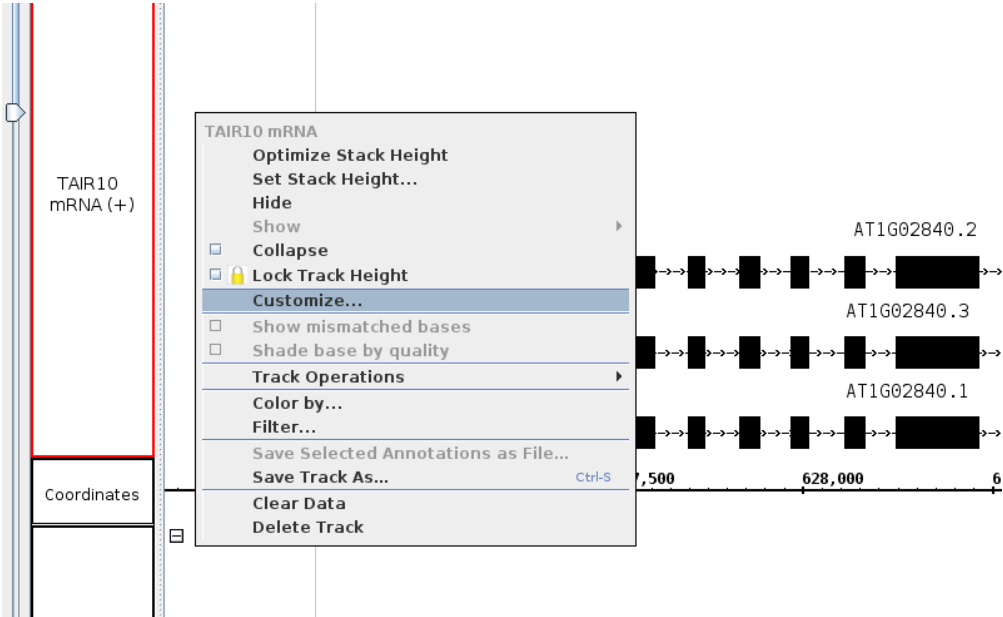 TAIR10
mRNA (+)
TAIR10 mRNA
Optimize Stack Height
Set Stack Height...
Hide
Show
Collapse
Lock Track Height
Customize...
Show mismatched bases
Shade base by quality
Track Operations
Color by...
Filter...
Save Selected Annotations as File...
Save Track As... Ctrl-S
Clear Data
Delete Track
AT1G02840.2
AT1G02840.3
AT1G02840.1
Coordinates
7,500 628,000 6